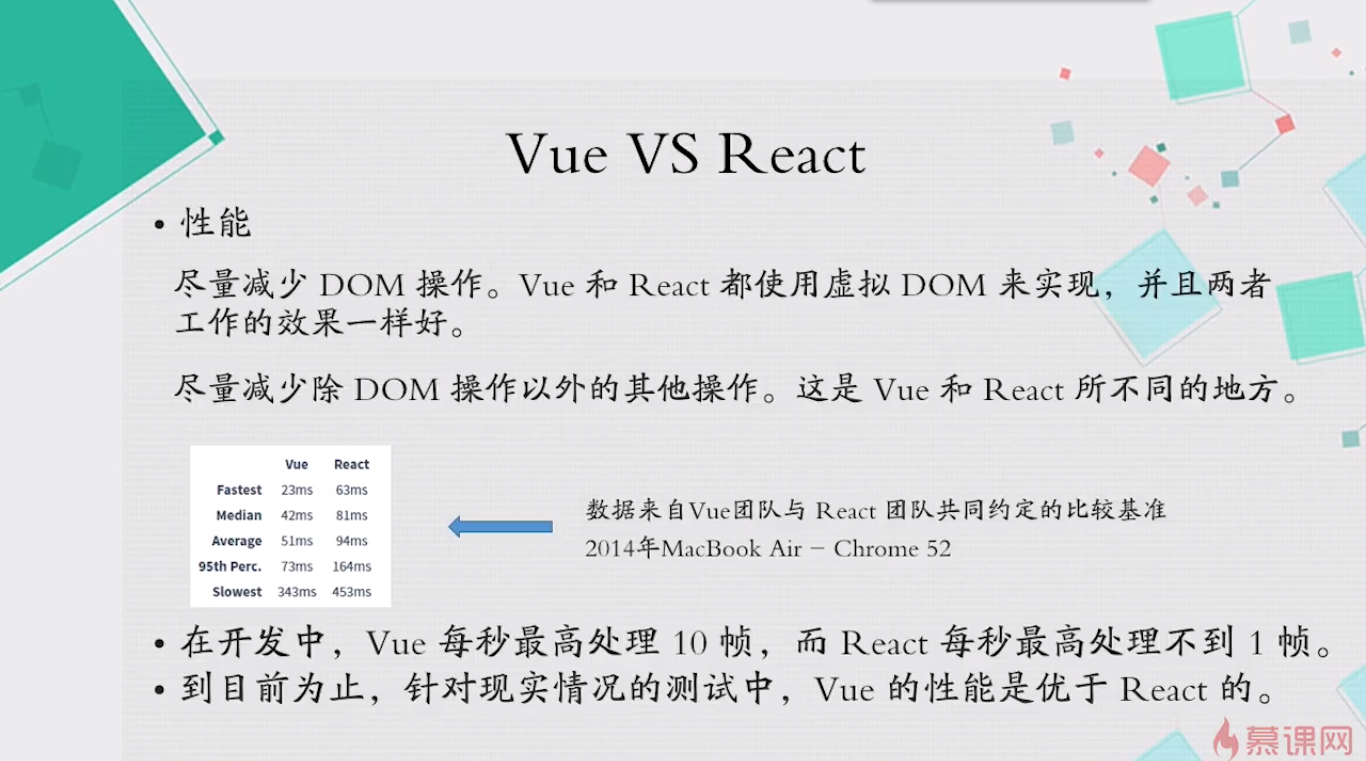 Vue VS React
• 性能
尽量减少 DOM 操作。Vue 和 React 都使用虚拟 DOM 来实现，并且两者
工作的效果一样好。
尽量减少除 DOM 操作以外的其他操作。这是 Vue 和 React 所不同的地方。
Vue React
Fastest 23ms 63ms
Median 42ms 81ms
Average 51ms 94ms
95th Perc. 73ms 164ms
Slowest 343ms 453ms
数据来自Vue团队与 React 团队共同约定的比较基准
2014年MacBook Air – Chrome 52
• 在开发中，Vue 每秒最高处理 10 帧，而 React 每秒最高处理不到 1 帧。
• 到目前为止，针对现实情况的测试中，Vue 的性能是优于 React 的。
慕课网